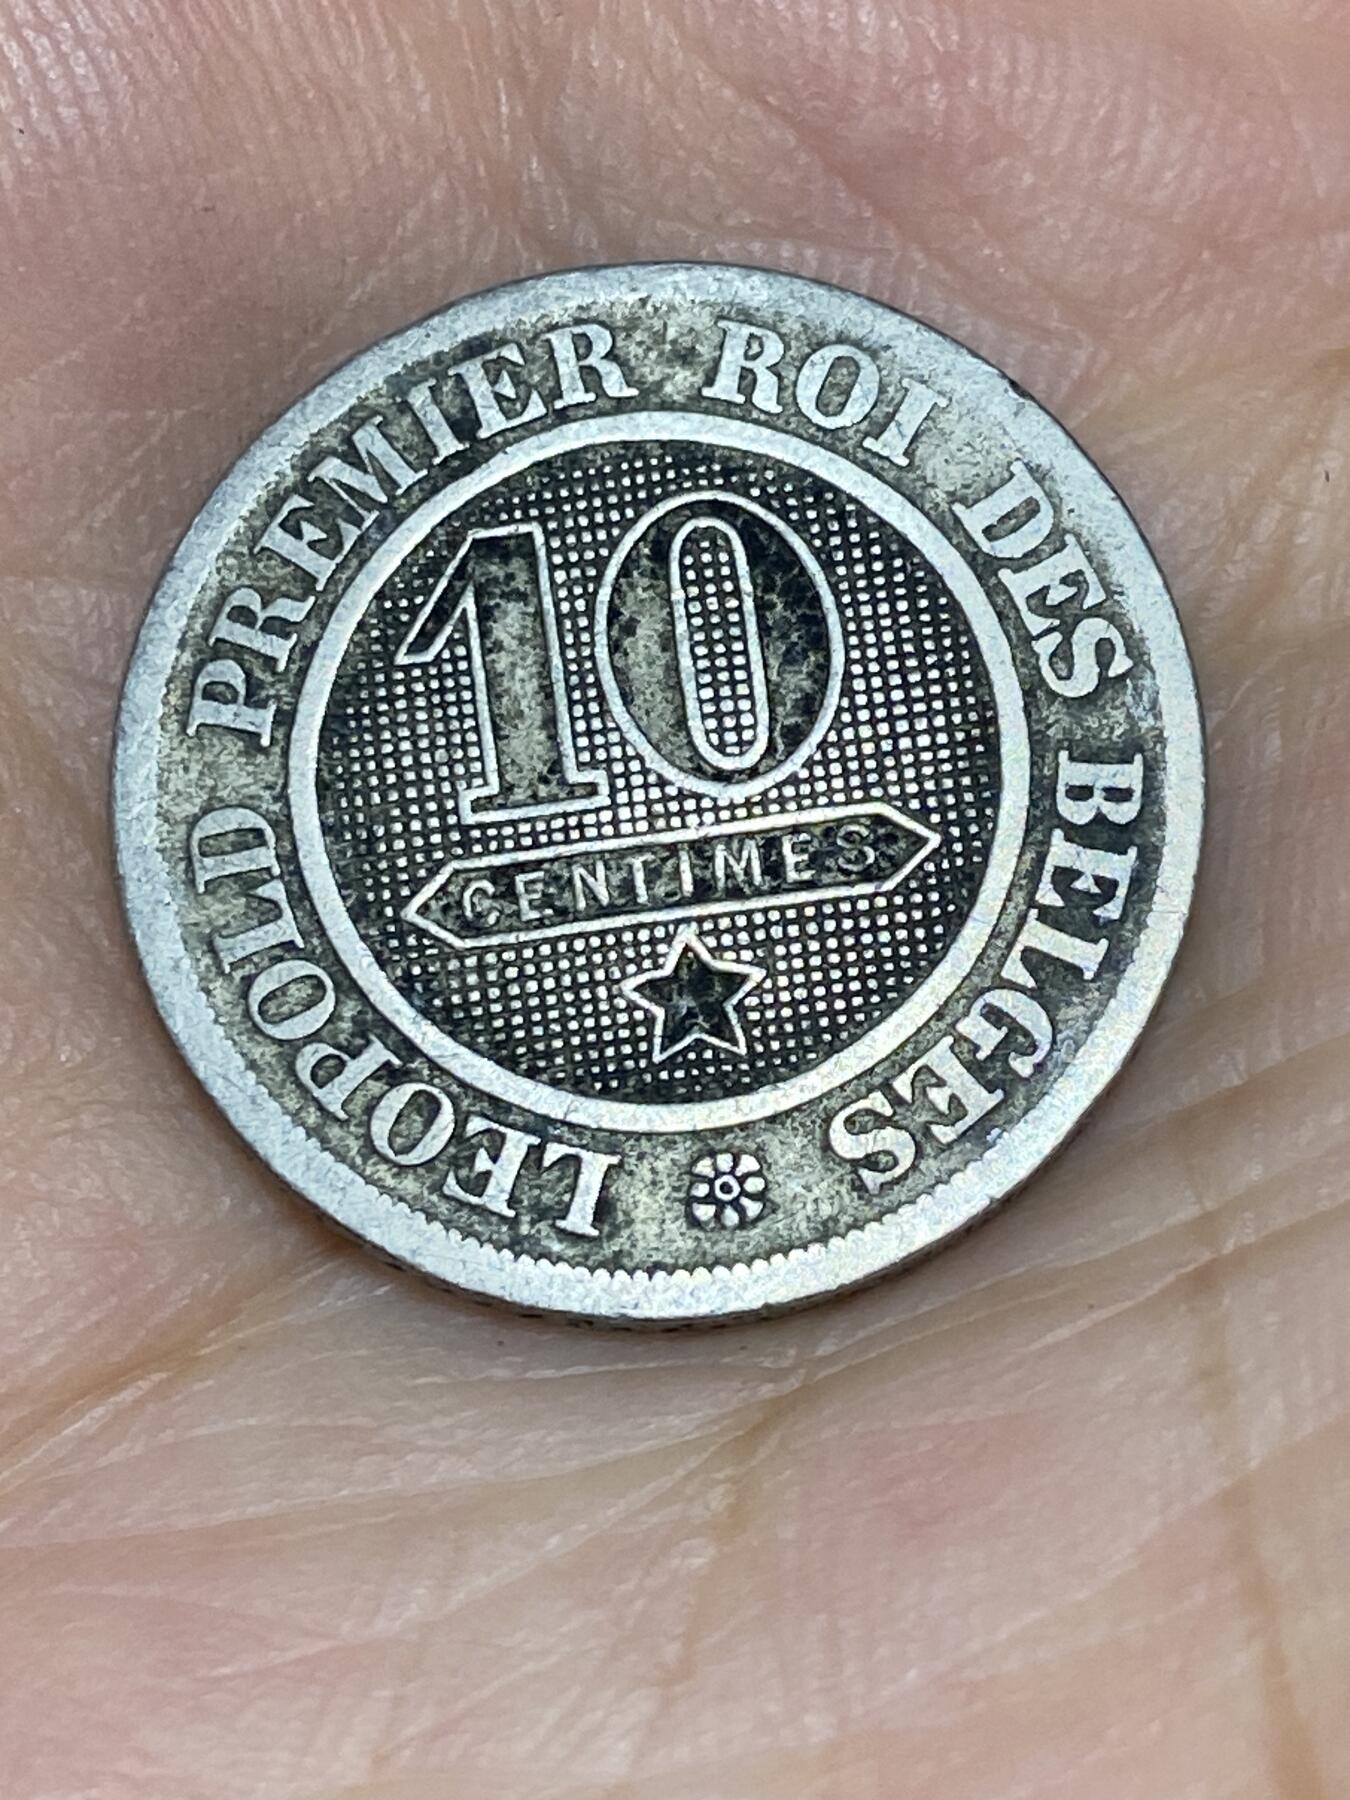 LEOPOLD PREMIER ROI DES BELGES
10
CENTIMES